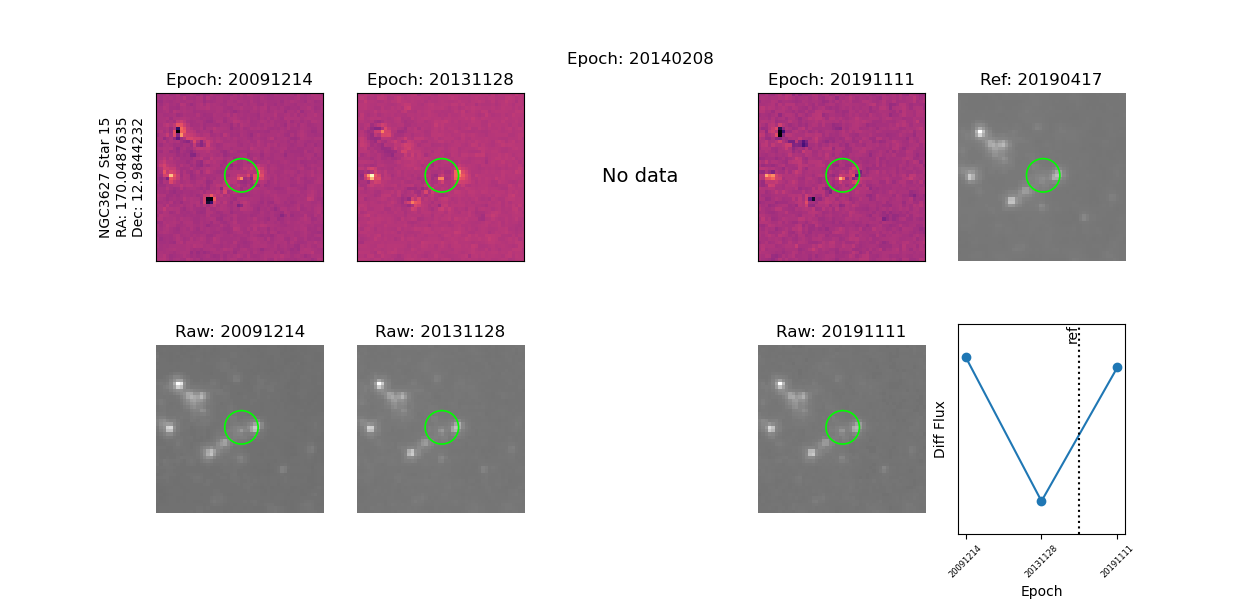 Epoch: 20140208
Epoch: 20091214
Epoch: 20131128
Epoch: 20191111
Ref: 20190417
NGC3627 Star 15
RA: 170.0487635
Dec: 12.9844232
No data
Raw: 20091214
Raw: 20131128
Raw: 20191111
ref
Diff Flux
20091214
20131128
20191111
Epoch